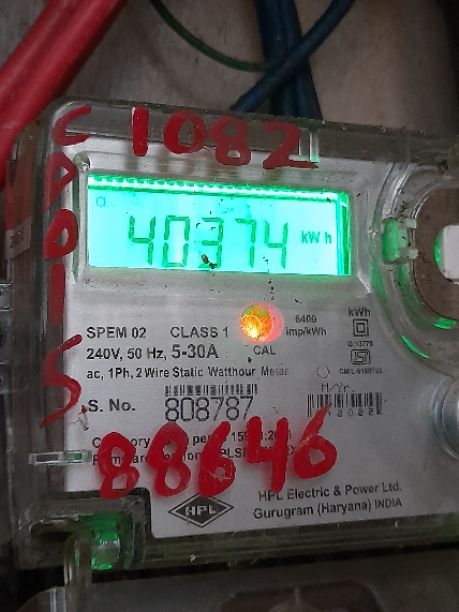 1082
40374 kWh
SPEM 02 CLASS 1 6400 imp/kWh kWh
240V, 50 Hz, 5-30A CAL
ac, 1Ph, 2 Wire Static Watthour Meter
S. No. 808787
88646
HPL
HPL Electric & Power Ltd.
Gurugram (Haryana) INDIA